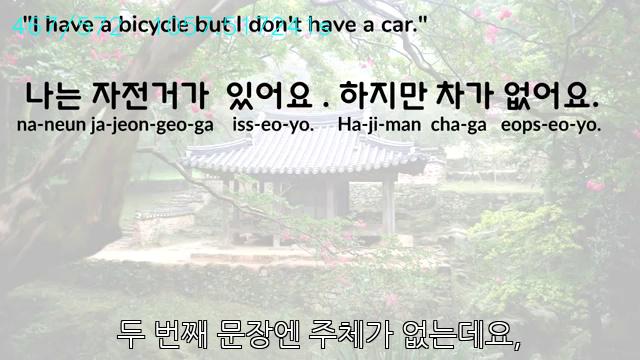 "I have a bicycle but I don't have a car."
나는 자전거가 있어요 . 하지만 차가 없어요.
na-neun ja-jeon-geo-ga iss-eo-yo. Ha-ji-man cha-ga eops-eo-yo.
두 번째 문장엔 주체가 없는데요,